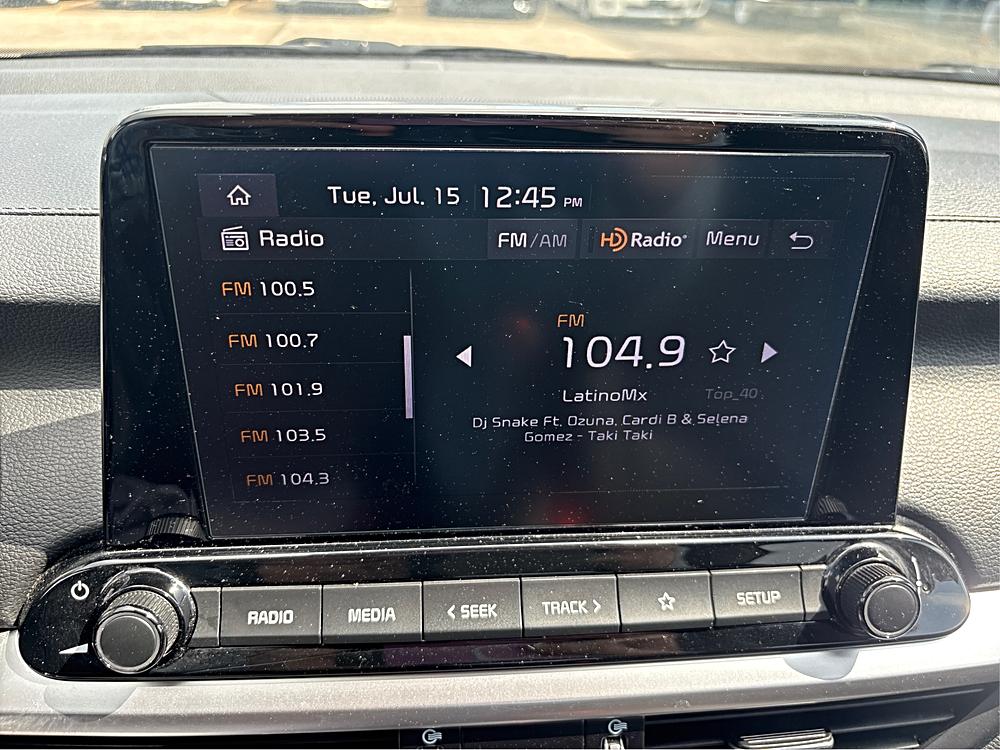 Tue, Jul. 15 12:45 PM
Radio FM/AM HD Radio Menu
FM 100.5
FM 100.7
FM 101.9
FM 103.5
FM 104.3
FM
104.9
LatinoMx Top_40
Dj Snake Ft. Ozuna, Cardi B & Selena
Gomez - Taki Taki
RADIO MEDIA < SEEK TRACK > SETUP